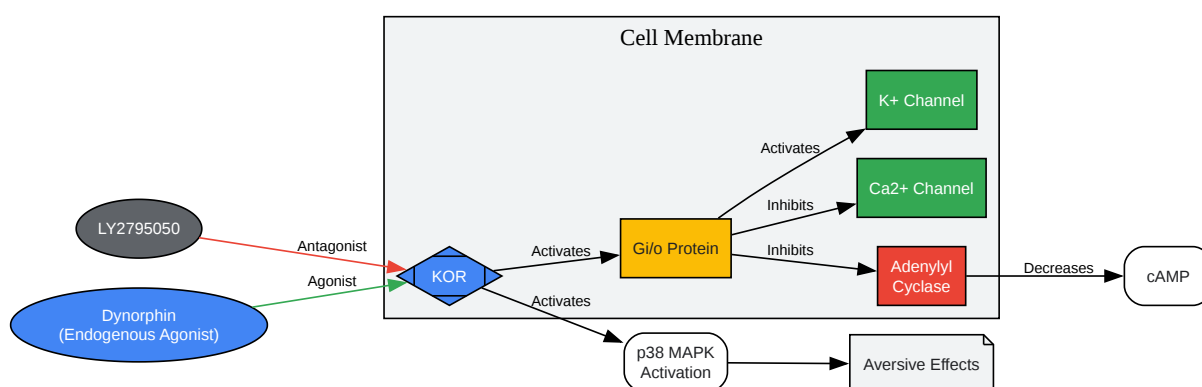 Cell Membrane
K+ Channel
Activates
Ca2+ Channel
Inhibits
LY2795050
Antagonist
Gi/o Protein
Activates
Inhibits
KOR
Adenylyl
Cyclase
Decreases
cAMP
Agonist
Dynorphin
(Endogenous Agonist)
Activates
p38 MAPK
Activation
Aversive Effects